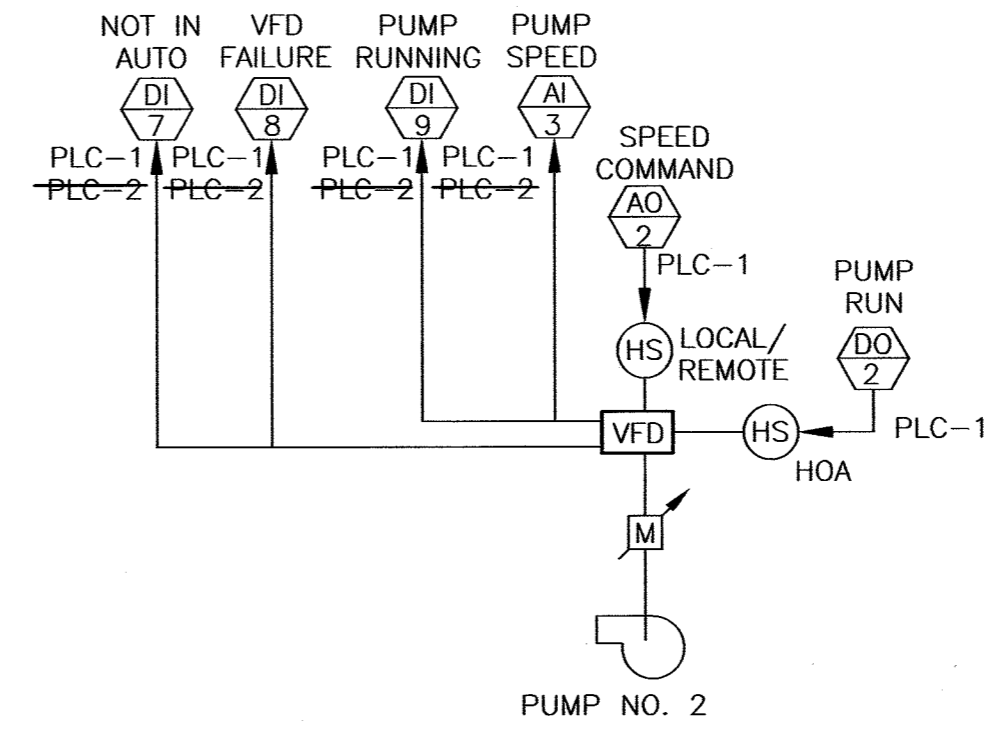 NOT IN
AUTO
DI
7
PLC-1
PLC-2
VFD
FAILURE
DI
8
PLC-1
PLC-2
PUMP
RUNNING
DI
9
PLC-1
PLC-2
PUMP
SPEED
AI
3
PLC-1
PLC-2
SPEED
COMMAND
AO
2
PLC-1
HS
LOCAL/
REMOTE
PUMP
RUN
DO
2
PLC-1
HS
HOA
VFD
M
PUMP NO. 2